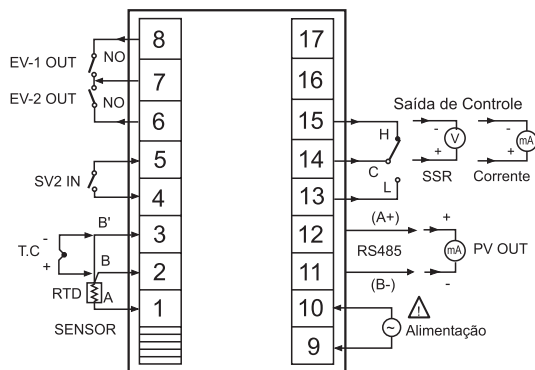 8
17
EV-1 OUT
NO
7
16
EV-2 OUT
NO
6
15
H
Saída de Controle
-
V
+
SSR
-
mA
+
Corrente
5
14
C
SV2 IN
4
13
L
3
B'
-
T.C
+
12
(A+)
RS485
+
mA
PV OUT
-
2
B
11
(B-)
RTD
A
1
10
SENSOR
9
~
!
Alimentação